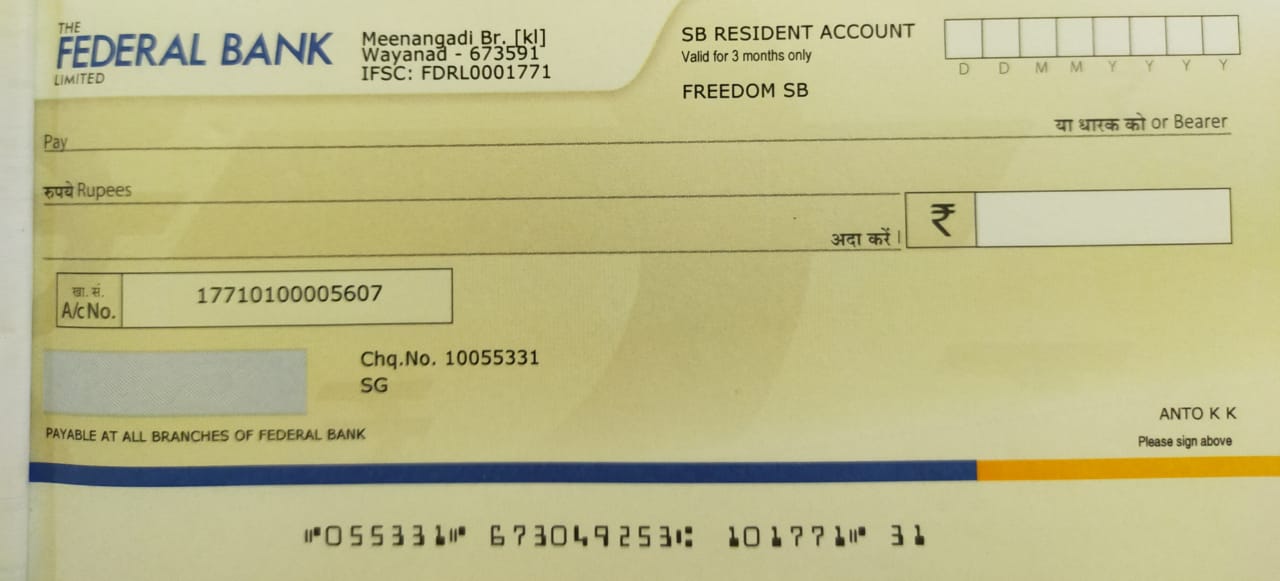 THE
FEDERAL BANK
LIMITED
Meenangadi Br. [kl]
Wayanad - 673591
IFSC: FDRL0001771
SB RESIDENT ACCOUNT
Valid for 3 months only
FREEDOM SB
D D M M Y Y Y Y
Pay या धारक को or Bearer
रुपये Rupees
अदा करें ।
₹
खा. सं.
A/c No. 17710100005607
Chq.No. 10055331
SG
PAYABLE AT ALL BRANCHES OF FEDERAL BANK
ANTO K K
Please sign above
⑈055331⑈ 673049253⑆ 101771⑈ 31